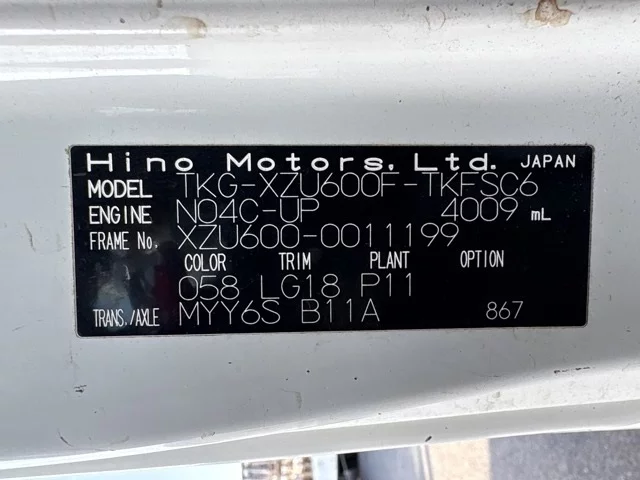 Hino Motors, Ltd. JAPAN
MODEL TKG-XZU600F-TKFSC6
ENGINE N04C-UP 4009 mL
FRAME No. XZU600-0011199
COLOR TRIM PLANT OPTION
058 LG18 P11
TRANS./AXLE MYY6S B11A 867